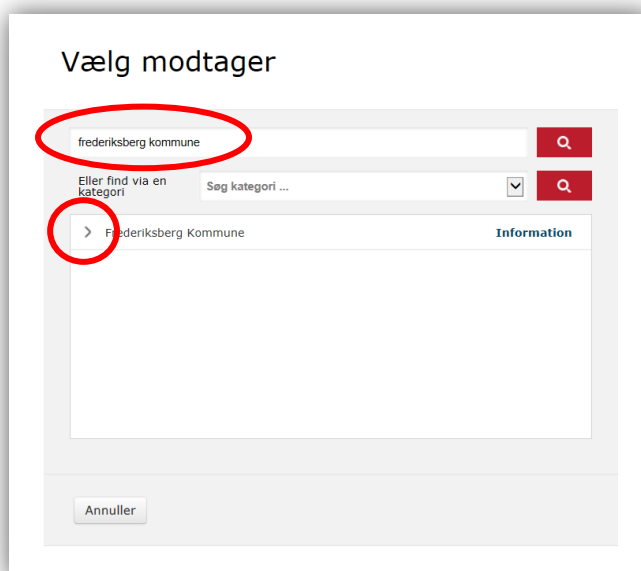 Vælg modtager
frederiksberg kommune
Eller find via en
kategori
Søg kategori ...
Frederiksberg Kommune
Information
Annuller